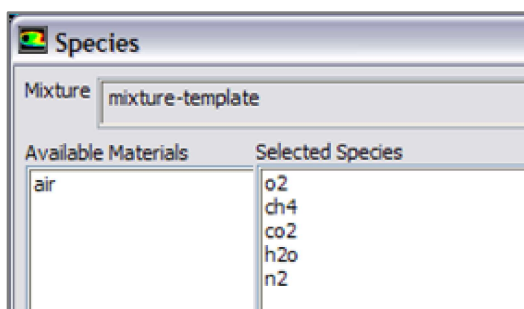 Species
Mixture mixture-template
Available Materials Selected Species
air o2
ch4
co2
h2o
n2